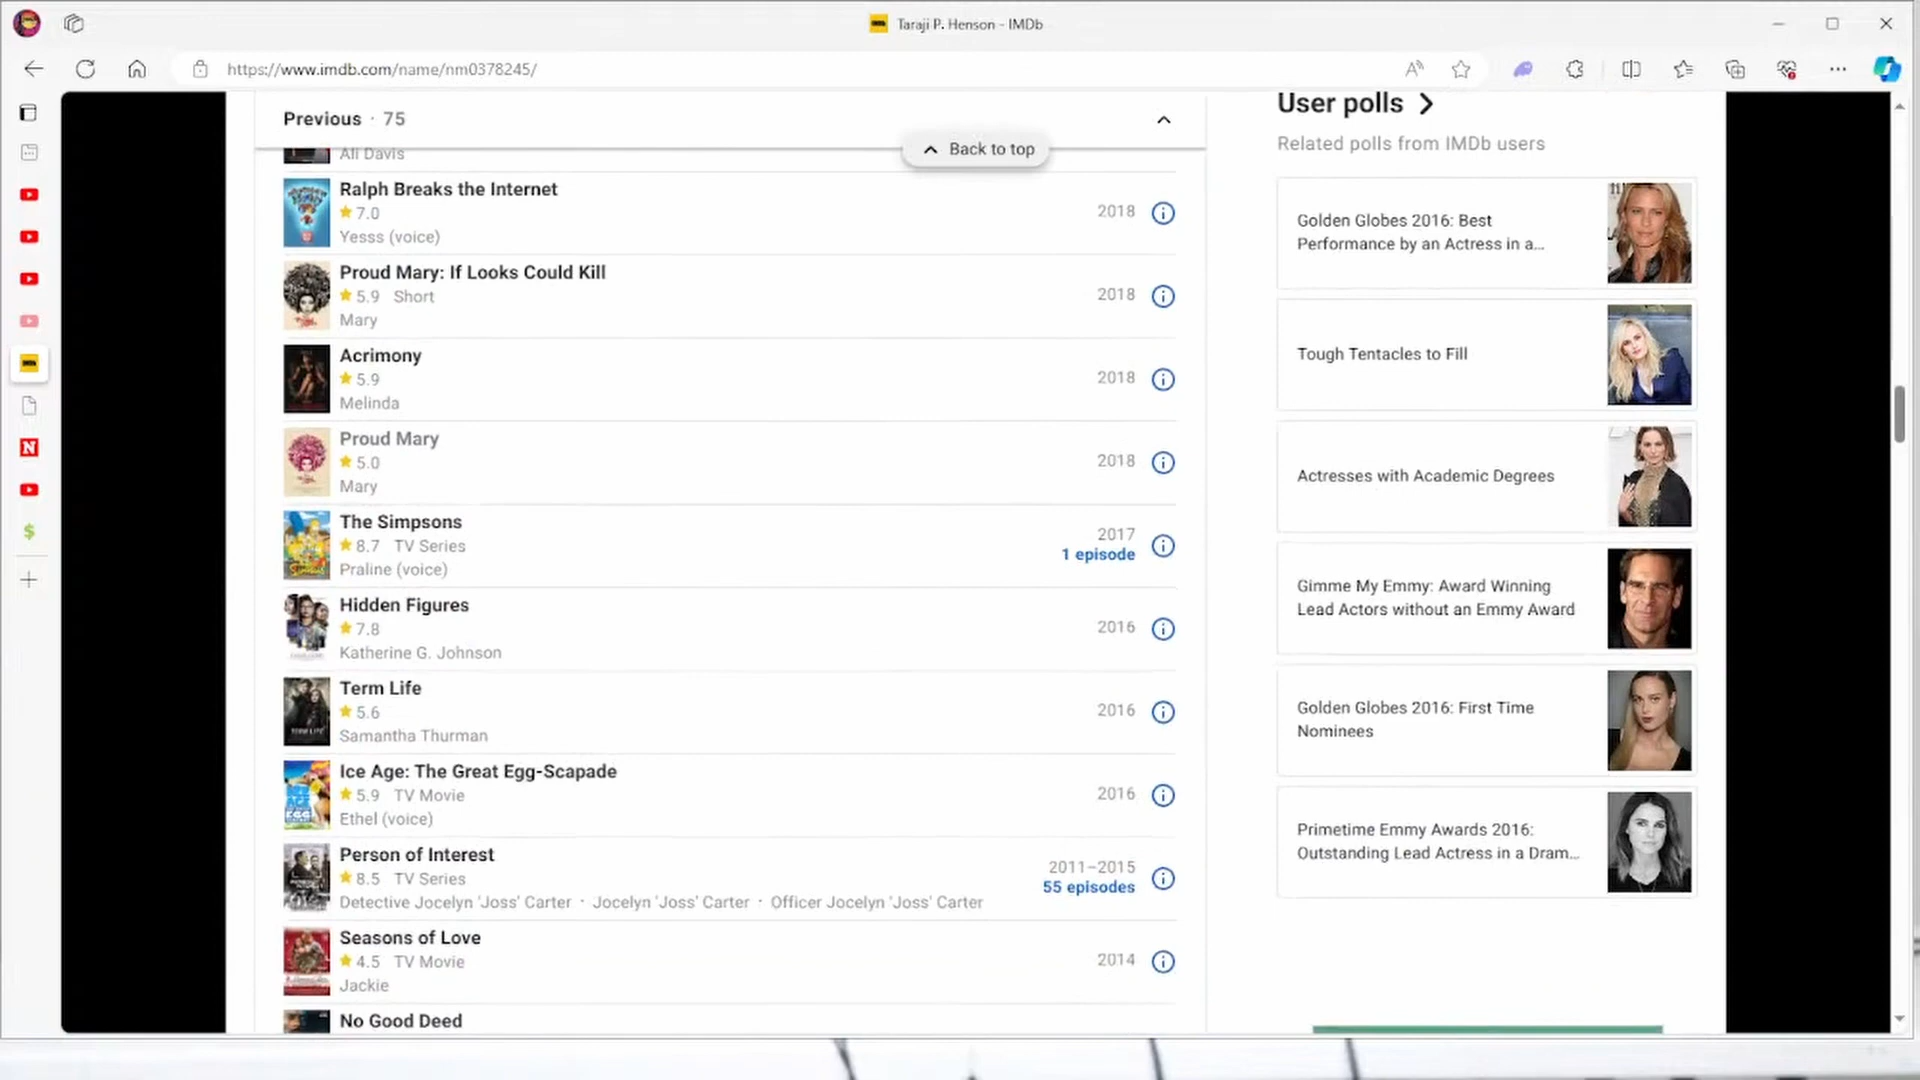 Taraji P. Henson - IMDb
https://www.imdb.com/name/nm0378245/
Previous · 75
Back to top
Ali Davis
Ralph Breaks the Internet
7.0
Yesss (voice)
2018
Proud Mary: If Looks Could Kill
5.9 Short
Mary
2018
Acrimony
5.9
Melinda
2018
Proud Mary
5.0
Mary
2018
The Simpsons
8.7 TV Series
Praline (voice)
2017
1 episode
Hidden Figures
7.8
Katherine G. Johnson
2016
Term Life
5.6
Samantha Thurman
2016
TERM LIFE
Ice Age: The Great Egg-Scapade
5.9 TV Movie
Ethel (voice)
2016
Person of Interest
8.5 TV Series
Detective Jocelyn 'Joss' Carter · Jocelyn 'Joss' Carter · Officer Jocelyn 'Joss' Carter
2011–2015
55 episodes
Seasons of Love
4.5 TV Movie
Jackie
2014
No Good Deed
User polls
Related polls from IMDb users
Golden Globes 2016: Best
Performance by an Actress in a...
Tough Tentacles to Fill
Actresses with Academic Degrees
Gimme My Emmy: Award Winning
Lead Actors without an Emmy Award
Golden Globes 2016: First Time
Nominees
Primetime Emmy Awards 2016:
Outstanding Lead Actress in a Dram...